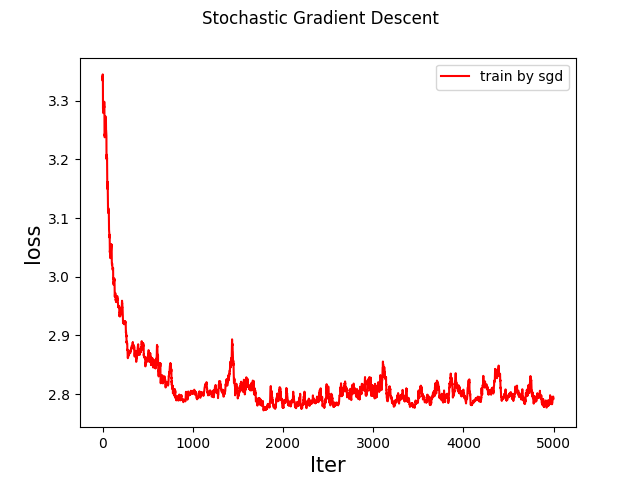 Stochastic Gradient Descent
train by sgd
3.3
3.2
3.1
3.0
2.9
2.8
loss
0 1000 2000 3000 4000 5000
Iter